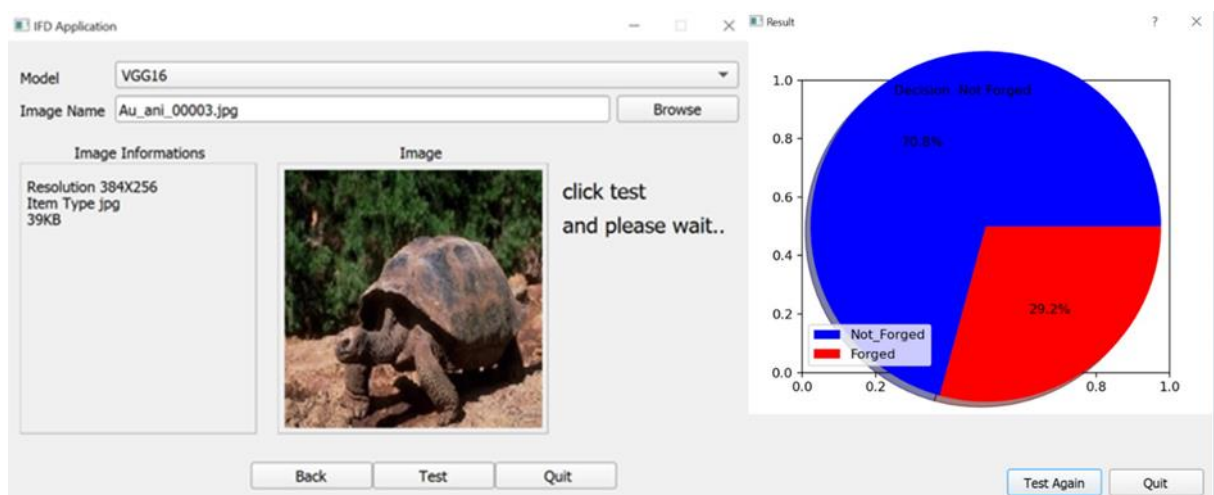 IFD Application
Model VGG16
Image Name Au_ani_00003.jpg Browse
Image Informations
Resolution 384X256
Item Type jpg
39KB
Image
click test
and please wait..
Back Test Quit
Result ?
Decision Not Forged
70.8%
29.2%
Not_Forged
Forged
1.0
0.8
0.6
0.4
0.2
0.0
0.0 0.2 0.8 1.0
Test Again Quit